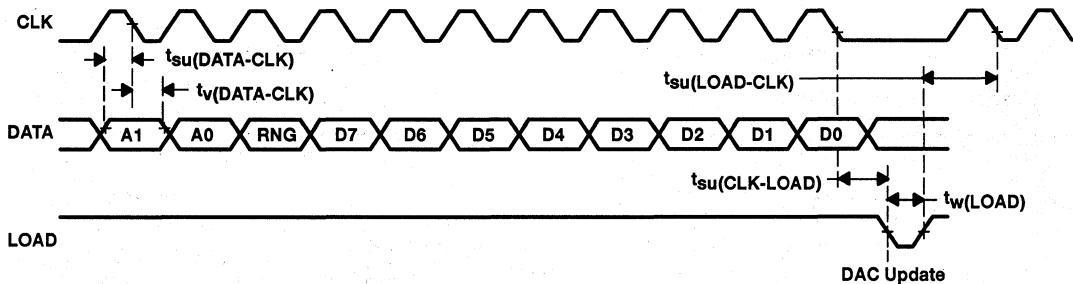 CLK
tsu(DATA-CLK)
tsu(LOAD-CLK)
tv(DATA-CLK)
DATA
A1 A0 RNG D7 D6 D5 D4 D3 D2 D1 D0
tsu(CLK-LOAD)
tw(LOAD)
LOAD
DAC Update